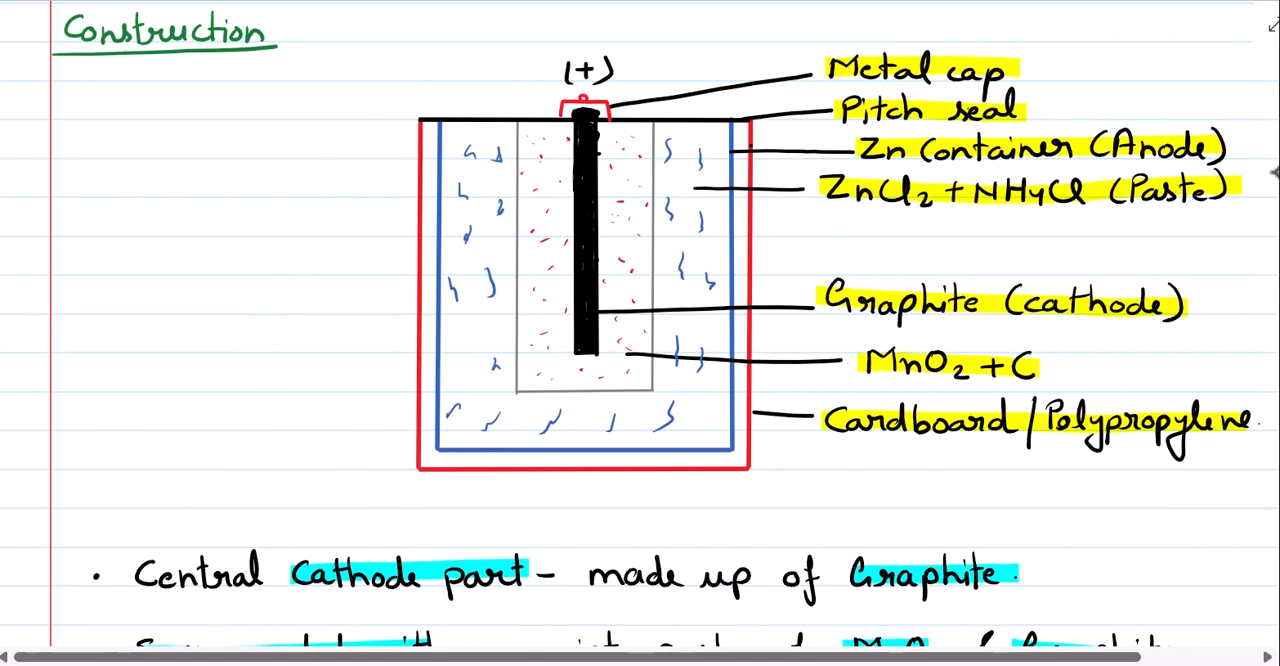 Construction
(+)
Metal cap
Pitch seal
Zn Container (Anode)
ZnCl₂ + NH₄Cl (Paste)
Graphite (cathode)
MnO₂ + C
Cardboard / Polypropylene.
• Central Cathode part - made up of Graphite.